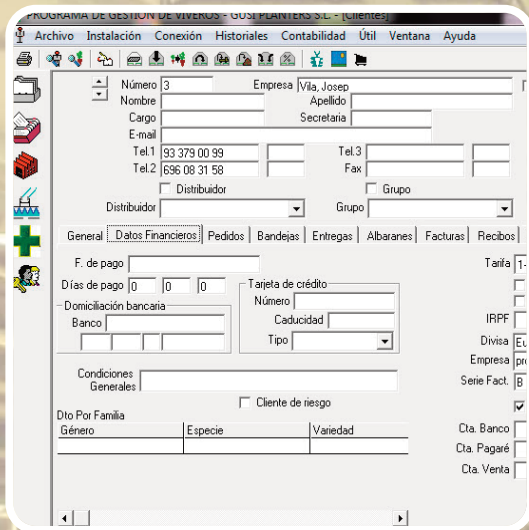 PROGRAMA DE GESTION DE VIVEROS - GUSI PLANTERS S.L. - [Clientes]
Archivo Instalación Conexión Historiales Contabilidad Útil Ventana Ayuda
Número 3 Empresa Vila, Josep
Nombre Apellido
Cargo Secretaria
E-mail
Tel.1 93 379 00 99 Tel.3
Tel.2 696 08 31 58 Fax
Distribuidor Grupo
Distribuidor Grupo
General Datos Financieros Pedidos Bandejas Entregas Albaranes Facturas Recibos
F. de pago Tarifa 1-
Días de pago 0 0 0 Tarjeta de crédito
Número
Domiciliación bancaria
Banco Caducidad IRPF
Tipo Divisa Eu
Empresa pro
Condiciones
Generales Serie Fact. B
Cliente de riesgo
Dto Por Familia
Género Especie Variedad Cta. Banco
Cta. Pagaré
Cta. Venta